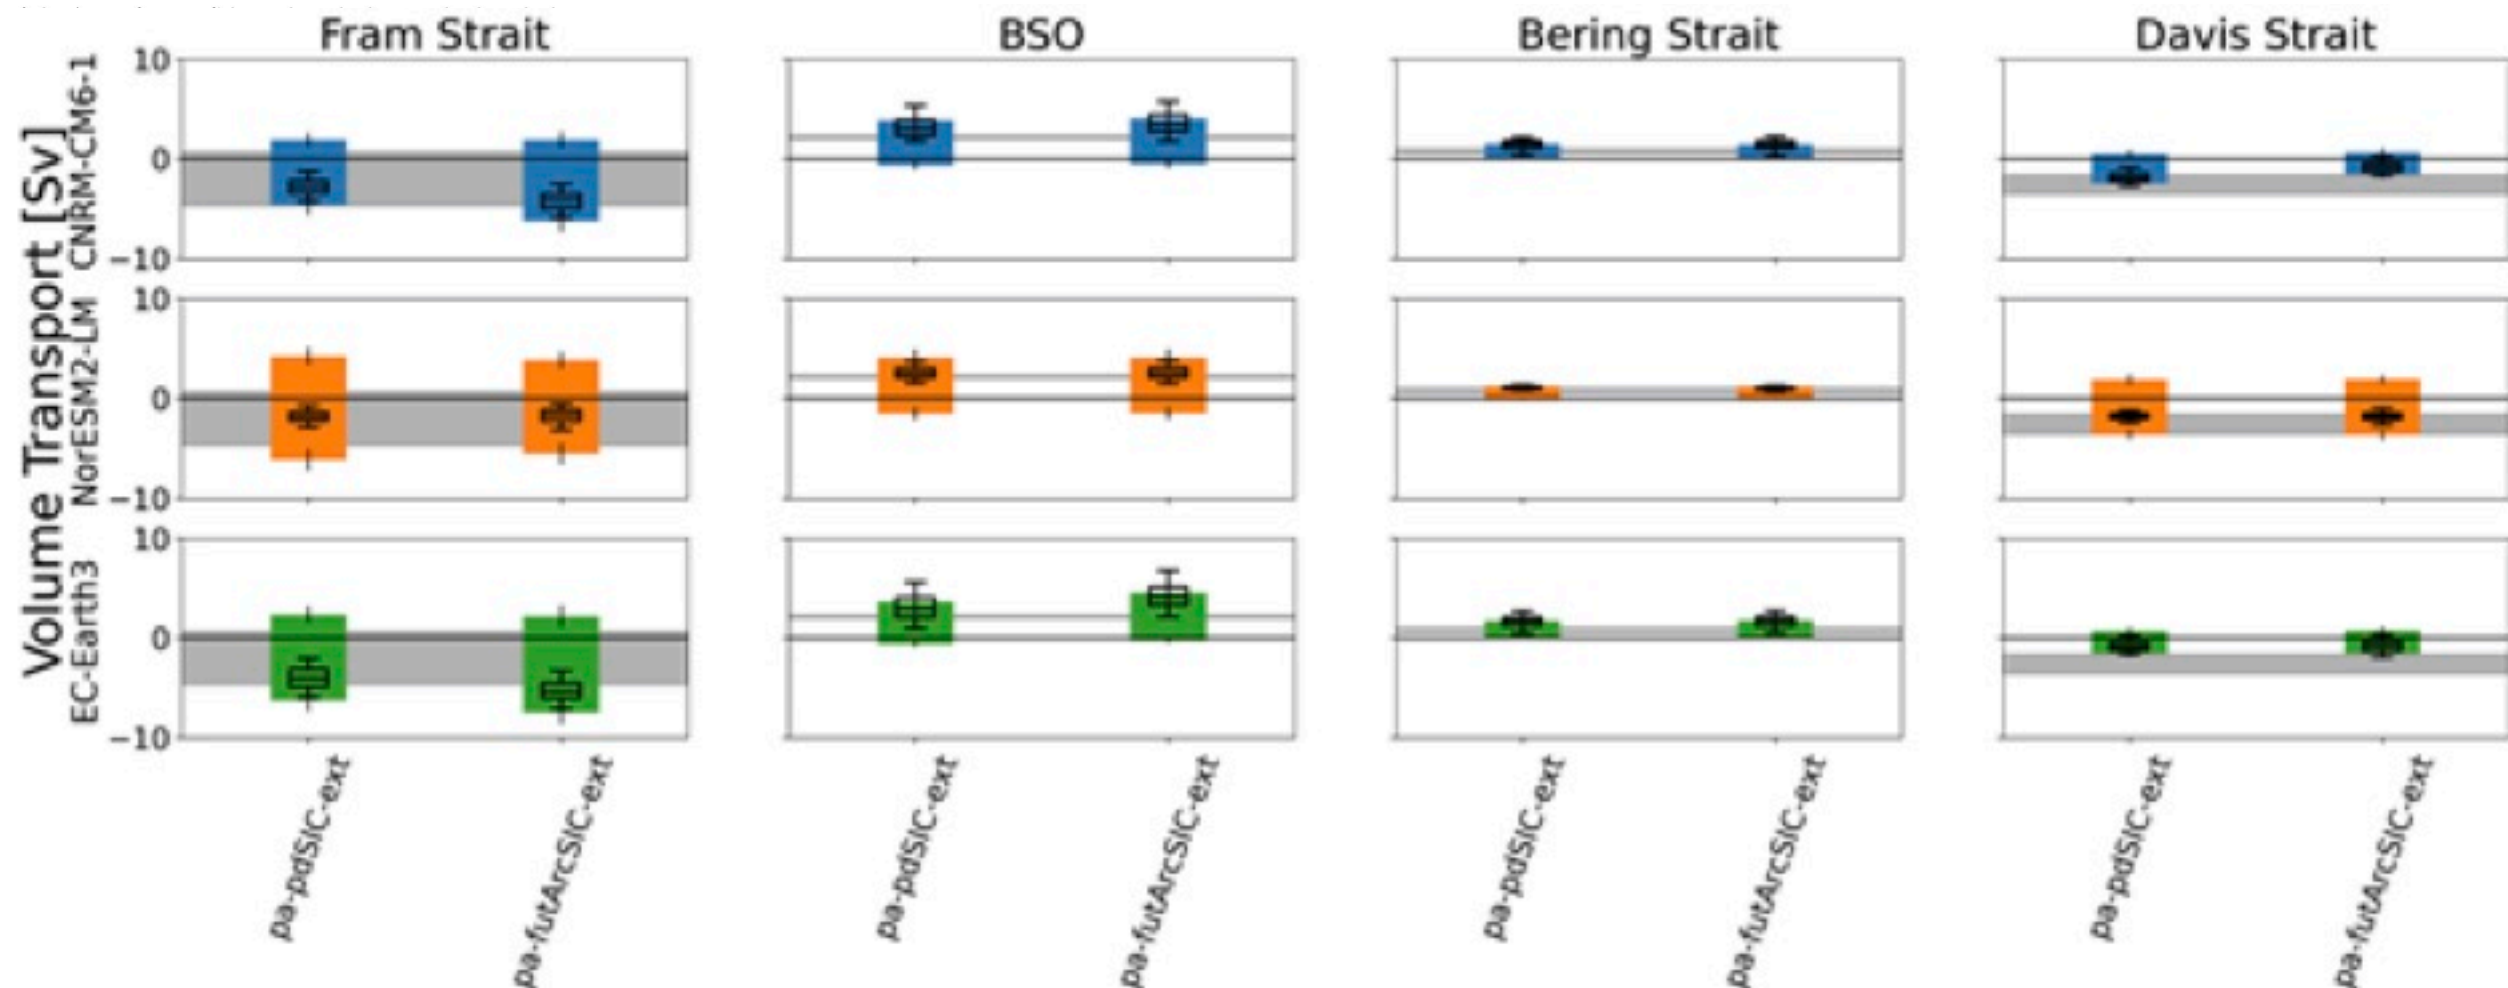 Fram Strait
BSO
Bering Strait
Davis Strait
Volume Transport [Sv]
CNRM-CM6-1
10
0
−10
NorESM2-LM
10
0
−10
EC-Earth3
10
0
−10
pa-pdSIC-ext
pa-futArcSIC-ext
pa-pdSIC-ext
pa-futArcSIC-ext
pa-pdSIC-ext
pa-futArcSIC-ext
pa-pdSIC-ext
pa-futArcSIC-ext